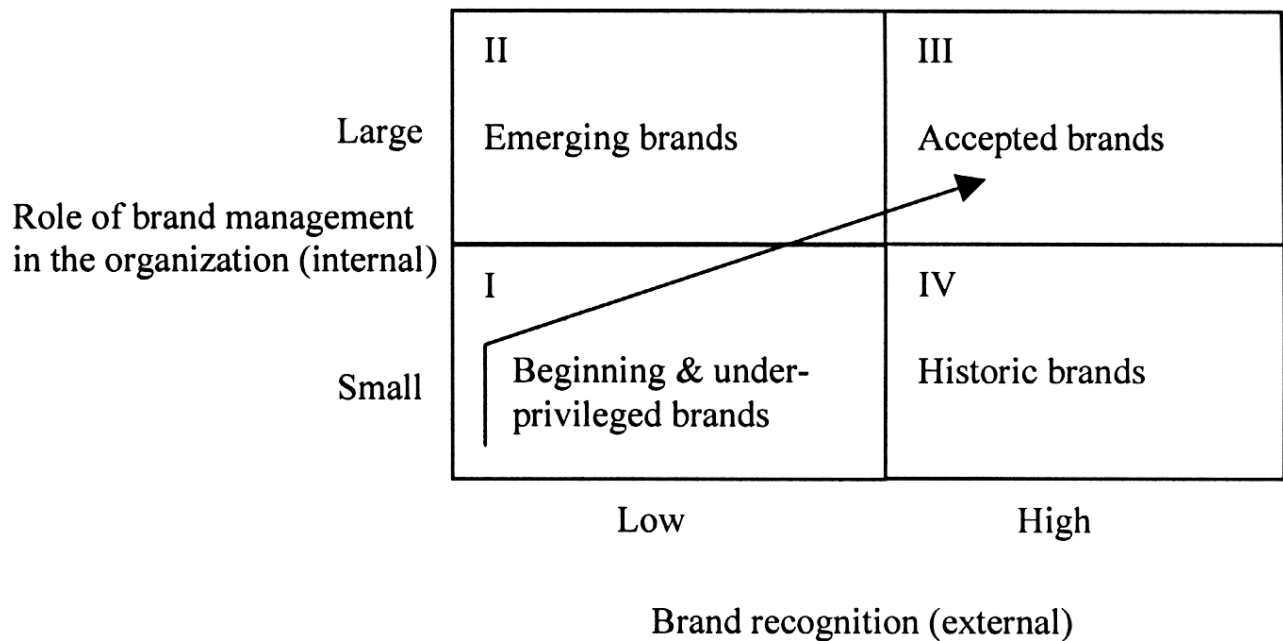 II
III
Large
Emerging brands
Accepted brands
Role of brand management
in the organization (internal)
I
IV
Small
Beginning & under-
privileged brands
Historic brands
Low
High
Brand recognition (external)